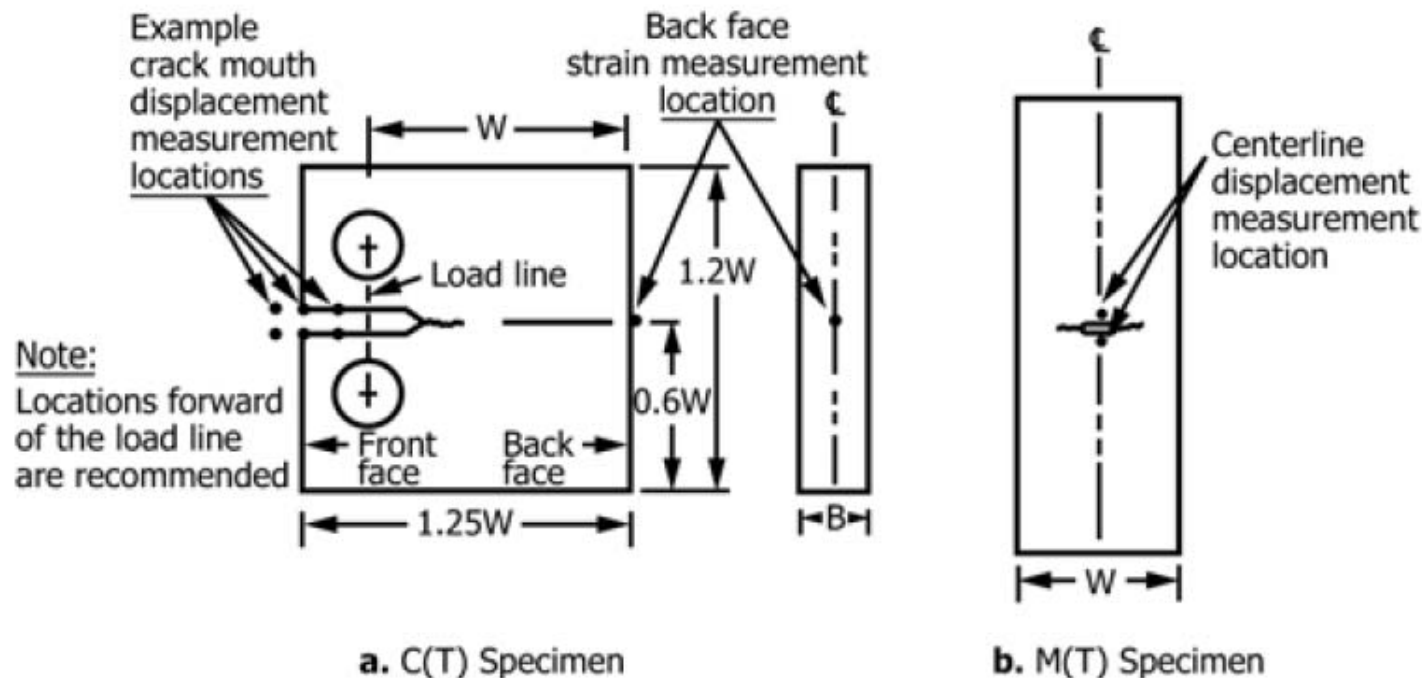 Example
crack mouth
displacement
measurement
locations
Back face
strain measurement
location
℄
℄
W
Load line
1.2W
Centerline
displacement
measurement
location
Note:
Locations forward
of the load line
are recommended
0.6W
Front
face
Back
face
1.25W
B
W
a. C(T) Specimen
b. M(T) Specimen